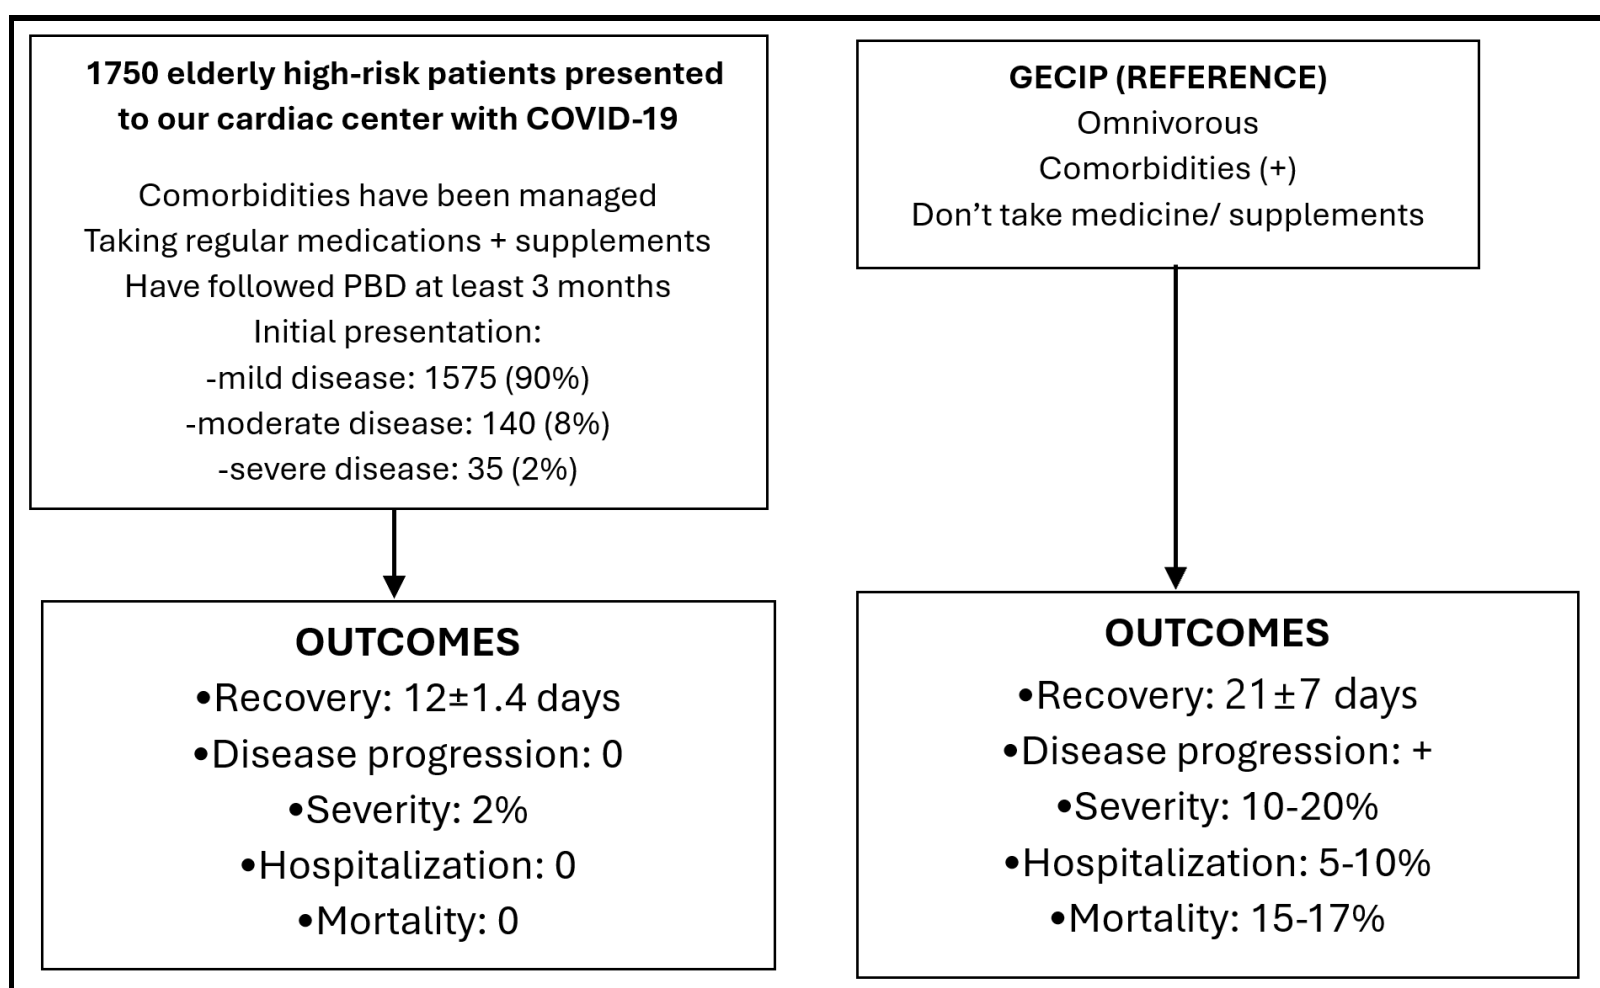 1750 elderly high-risk patients presented
to our cardiac center with COVID-19
Comorbidities have been managed
Taking regular medications + supplements
Have followed PBD at least 3 months
Initial presentation:
-mild disease: 1575 (90%)
-moderate disease: 140 (8%)
-severe disease: 35 (2%)
OUTCOMES
•Recovery: 12±1.4 days
•Disease progression: 0
•Severity: 2%
•Hospitalization: 0
•Mortality: 0
GECIP (REFERENCE)
Omnivorous
Comorbidities (+)
Don’t take medicine/ supplements
OUTCOMES
•Recovery: 21±7 days
•Disease progression: +
•Severity: 10-20%
•Hospitalization: 5-10%
•Mortality: 15-17%